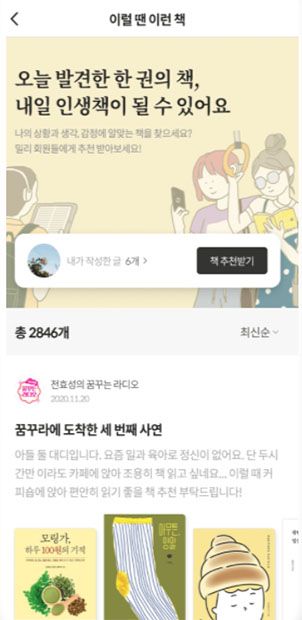 이럴 땐 이런 책
오늘 발견한 한 권의 책,
내일 인생책이 될 수 있어요
나의 상황과 생각, 감정에 알맞는 책을 찾으세요?
밀리 회원들에게 추천 받아보세요!
내가 작성한 글 6개 >
책 추천받기
총 2846개
최신순
전효성의 꿈꾸는 라디오
2020.11.20
꿈꾸라에 도착한 세 번째 사연
아들 둘 대디입니다. 요즘 일과 육아로 정신이 없어요. 단 두시
간만 이라도 카페에 앉아 조용히 책 읽고 싶네요... 이럴 때 커
피숍에 앉아 편안히 읽기 좋을 책 추천 부탁드립니다!
모링가,
하루 100원의 기적
아무튼,
양말